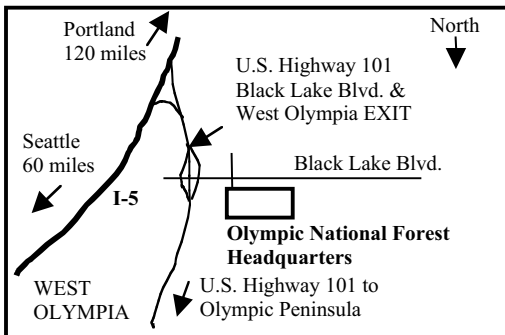 Portland
120 miles
North
U.S. Highway 101
Black Lake Blvd. &
West Olympia EXIT
Seattle
60 miles
Black Lake Blvd.
I-5
Olympic National Forest
Headquarters
WEST
OLYMPIA
U.S. Highway 101 to
Olympic Peninsula